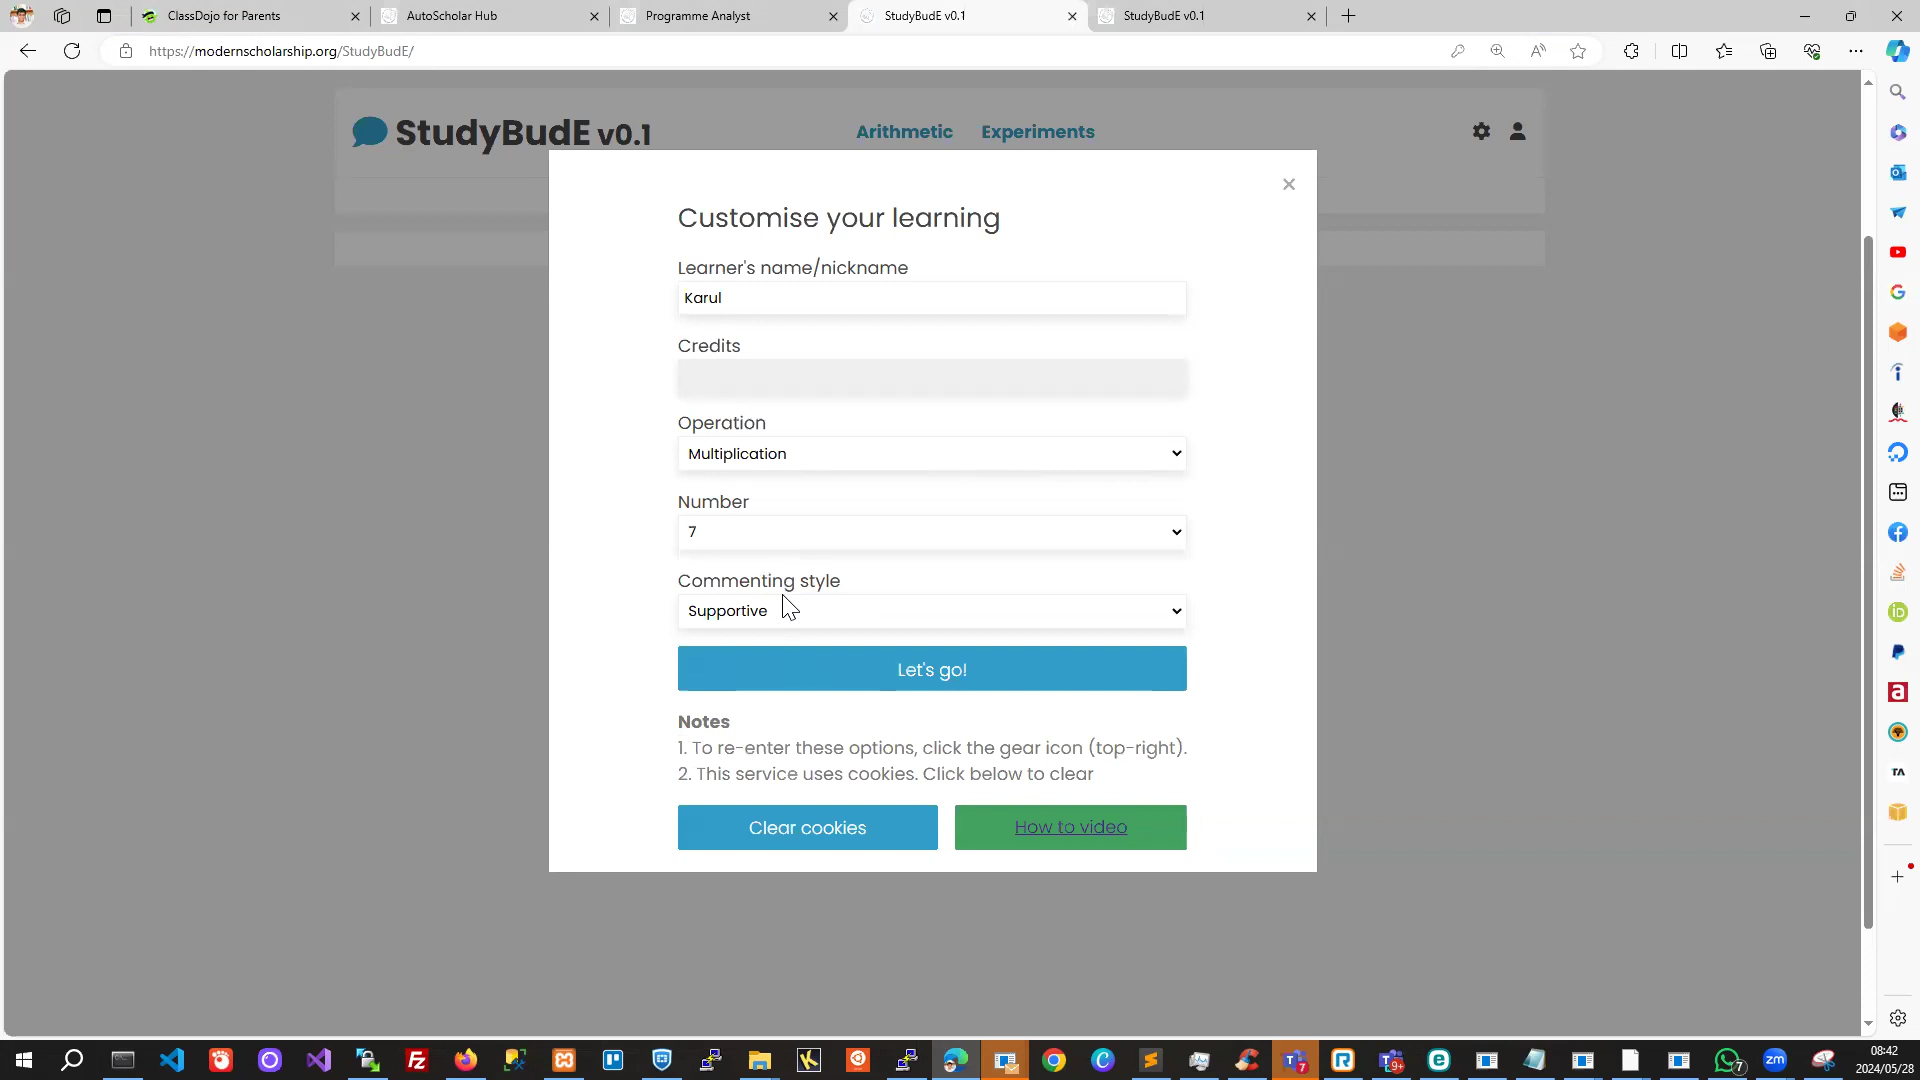 ClassDojo for Parents
AutoScholar Hub
Programme Analyst
StudyBudE v0.1
StudyBudE v0.1
https://modernscholarship.org/StudyBudE/
StudyBudE v0.1
Arithmetic
Experiments
Customise your learning
Learner's name/nickname
Karul
Credits
Operation
Multiplication
Number
7
Commenting style
Supportive
Let's go!
Notes
1. To re-enter these options, click the gear icon (top-right).
2. This service uses cookies. Click below to clear
Clear cookies
How to video
08:42
2024/05/28